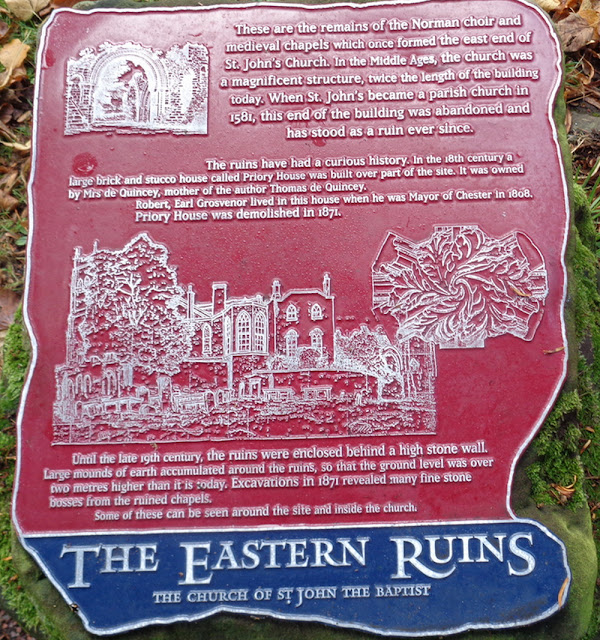 These are the remains of the Norman choir and
medieval chapels which once formed the east end of
St. John's Church. In the Middle Ages, the church was
a magnificent structure, twice the length of the building
today. When St. John's became a parish church in
1581, this end of the building was abandoned and
has stood as a ruin ever since.
The ruins have had a curious history. In the 18th century a
large brick and stucco house called Priory House was built over part of the site. It was owned
by Mrs de Quincey, mother of the author Thomas de Quincey.
Robert, Earl Grosvenor lived in this house when he was Mayor of Chester in 1808.
Priory House was demolished in 1871.
Until the late 19th century, the ruins were enclosed behind a high stone wall.
Large mounds of earth accumulated around the ruins, so that the ground level was over
two metres higher than it is today. Excavations in 1871 revealed many fine stone
bosses from the ruined chapels.
Some of these can be seen around the site and inside the church.
THE EASTERN RUINS
THE CHURCH OF ST JOHN THE BAPTIST